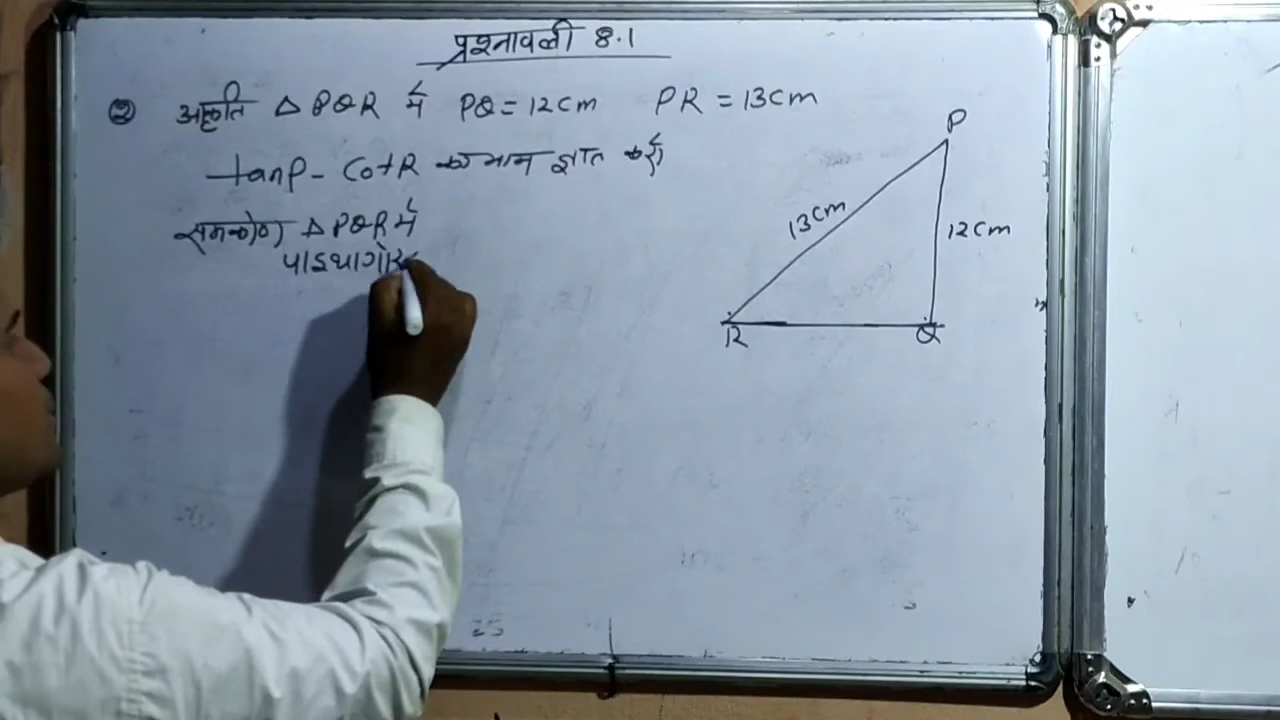 प्रश्नावली 8.1
② आकृति △ PQR में PQ = 12cm PR = 13cm
tanP - CotR का मान ज्ञात करो
समकोण △ PQR में
पाइथागोर
P
13cm
12cm
R
Q